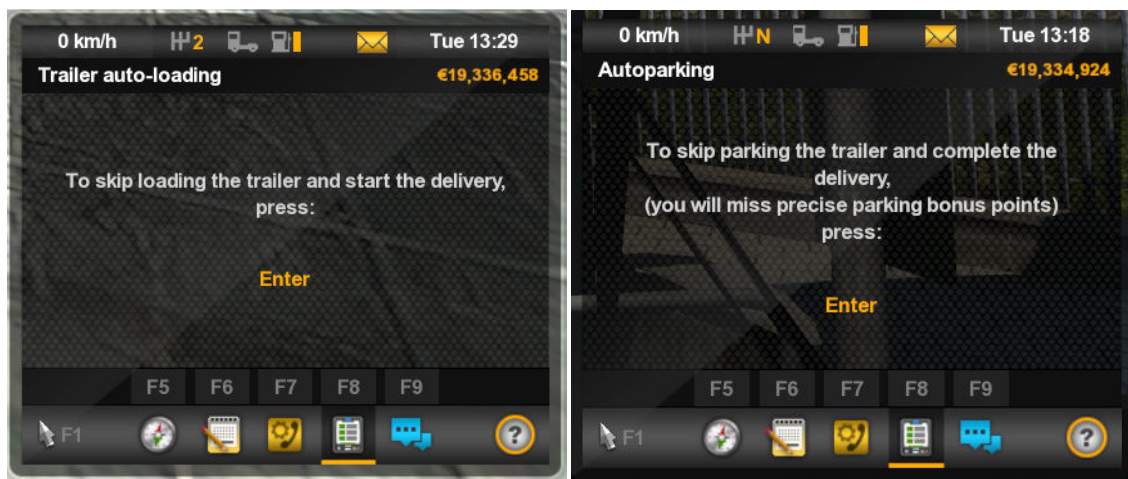 0 km/h 2 Tue 13:29
Trailer auto-loading €19,336,458
To skip loading the trailer and start the delivery,
press:
Enter
F5 F6 F7 F8 F9
F1 ?
0 km/h N Tue 13:18
Autoparking €19,334,924
To skip parking the trailer and complete the
delivery,
(you will miss precise parking bonus points)
press:
Enter
F5 F6 F7 F8 F9
F1 ?